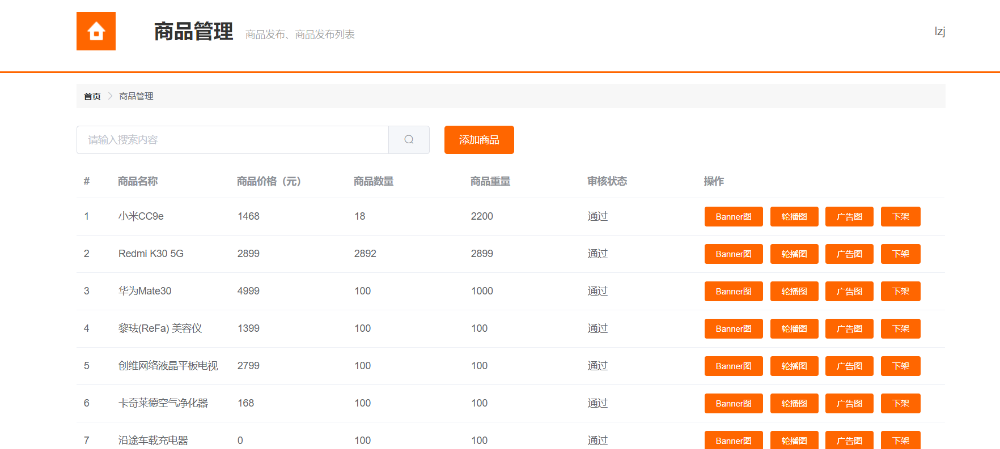 商品管理 商品发布、商品发布列表 lzj
首页 商品管理
请输入搜索内容 添加商品
# 商品名称 商品价格（元） 商品数量 商品重量 审核状态 操作
1 小米CC9e 1468 18 2200 通过 Banner图 轮播图 广告图 下架
2 Redmi K30 5G 2899 2892 2899 通过 Banner图 轮播图 广告图 下架
3 华为Mate30 4999 100 1000 通过 Banner图 轮播图 广告图 下架
4 黎珐(ReFa) 美容仪 1399 100 100 通过 Banner图 轮播图 广告图 下架
5 创维网络液晶平板电视 2799 100 100 通过 Banner图 轮播图 广告图 下架
6 卡奇莱德空气净化器 168 100 100 通过 Banner图 轮播图 广告图 下架
7 沿途车载充电器 0 100 100 通过 Banner图 轮播图 广告图 下架